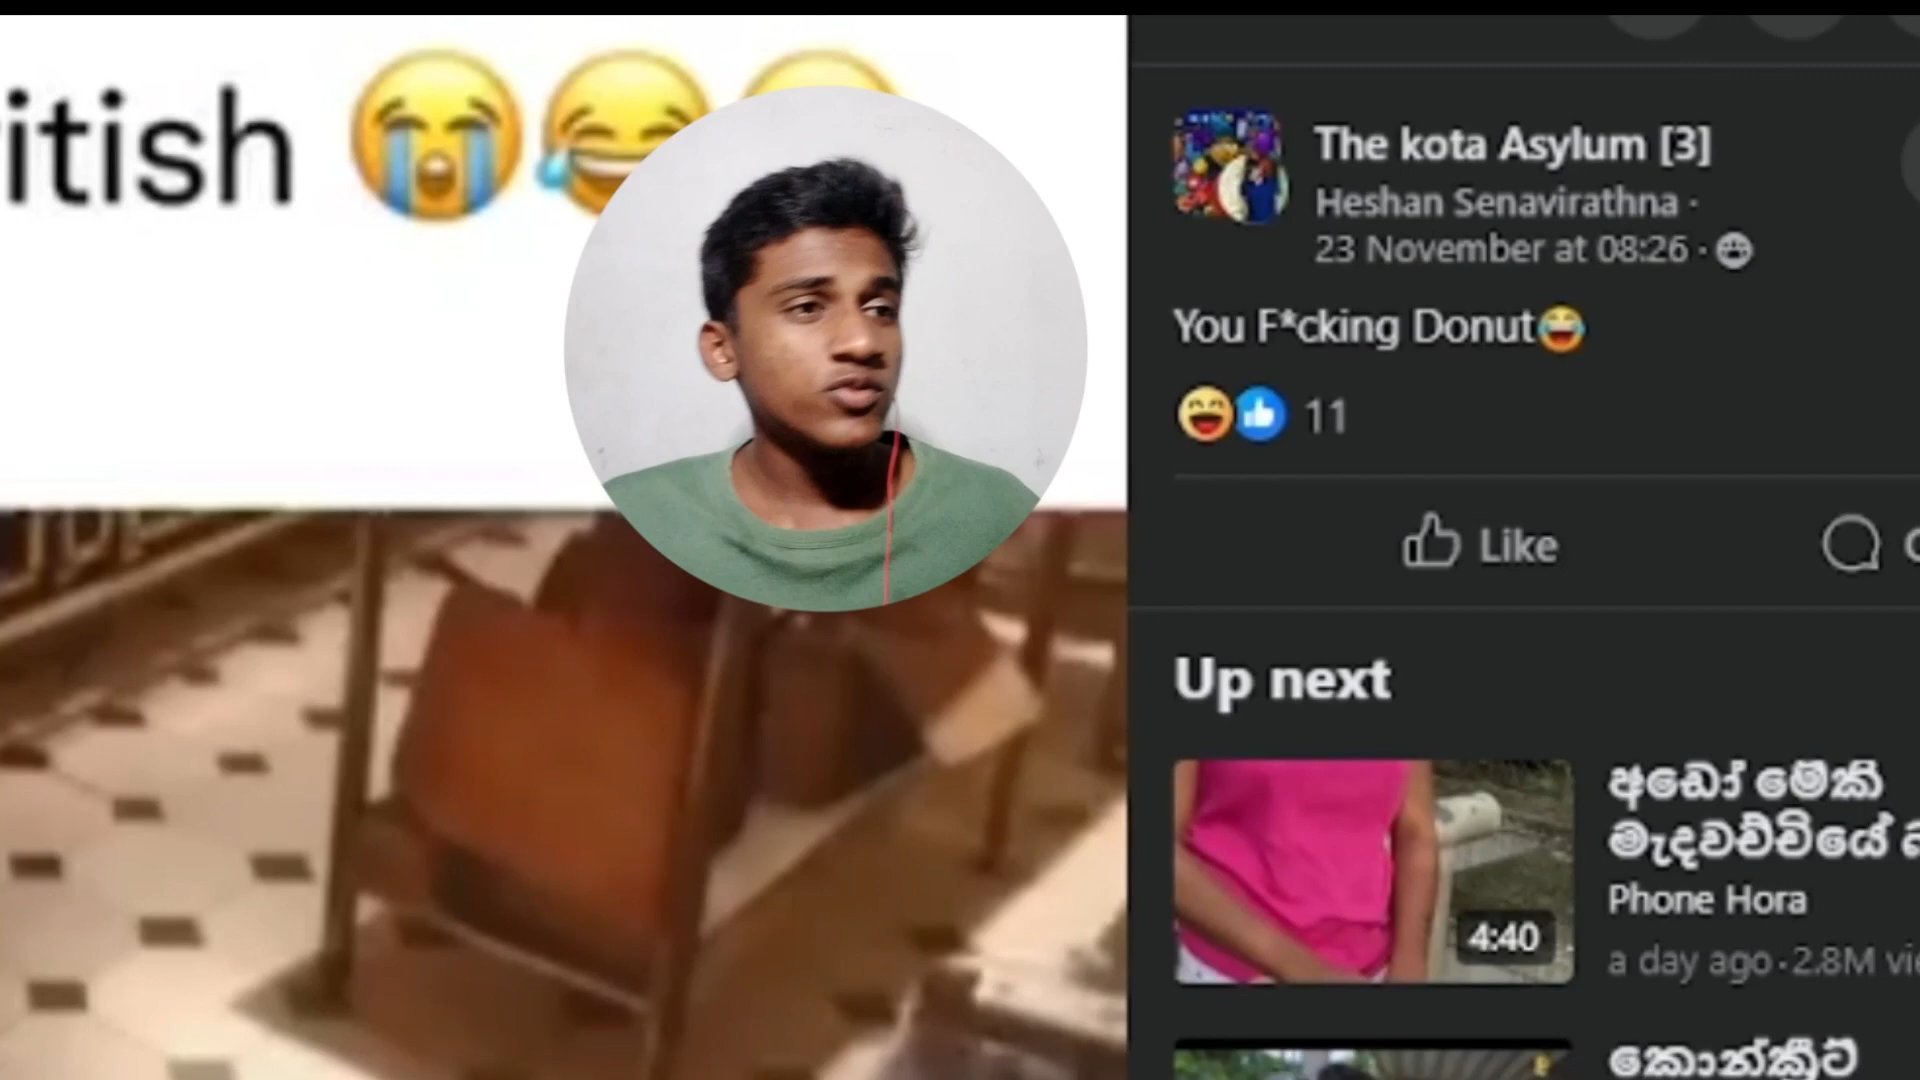 The kota Asylum [3]
Heshan Senavirathna ·
23 November at 08:26 ·
You F*cking Donut😂
11
Like
Up next
අඩෝ මේකි
මැදවච්චියේ
Phone Hora
4:40
a day ago · 2.8M
කොන්ක්‍රීට්